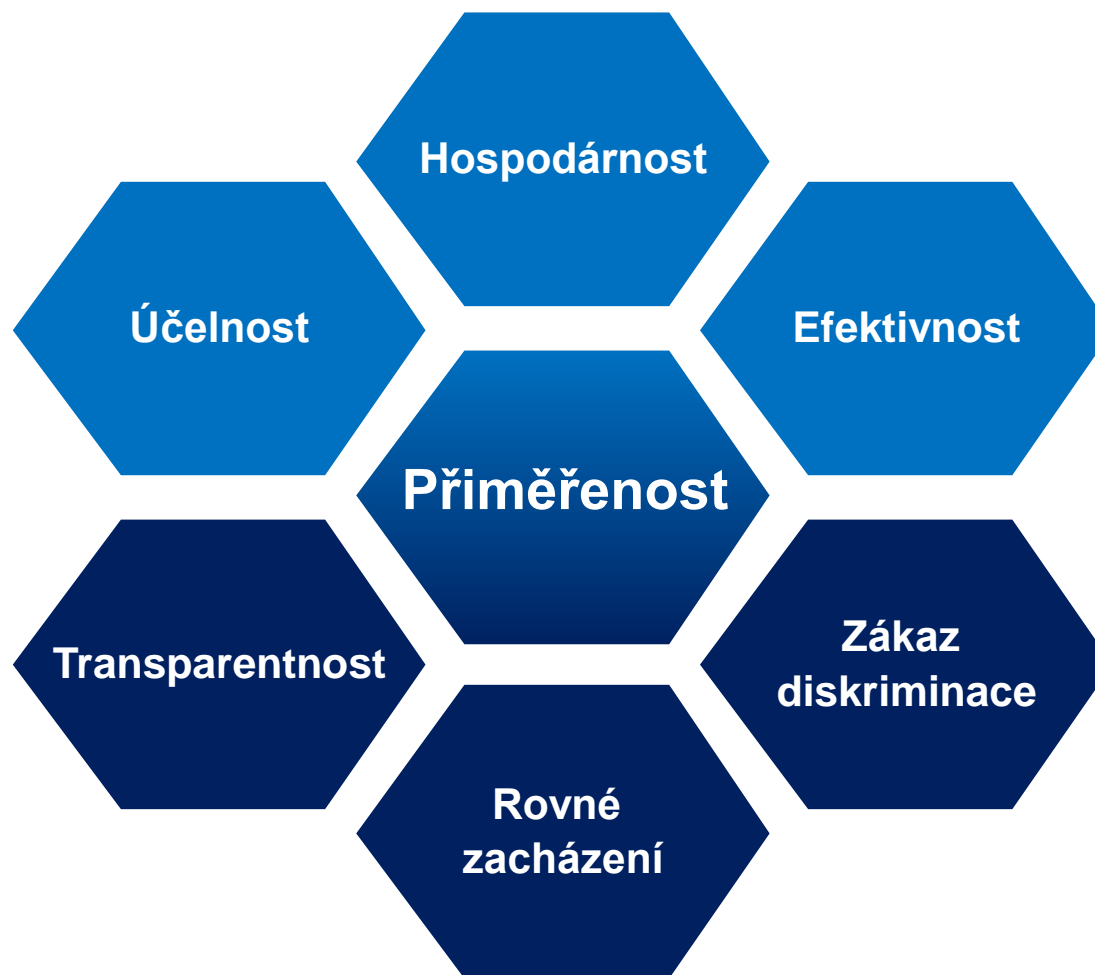 Hospodárnost
Účelnost
Efektivnost
Přiměřenost
Transparentnost
Zákaz
diskriminace
Rovné
zacházení